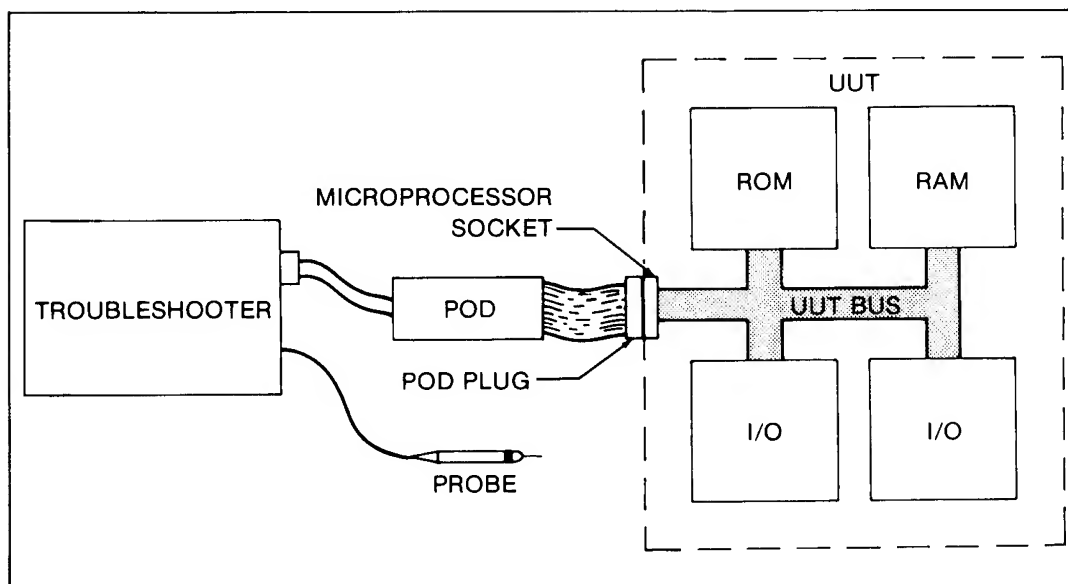 UUT
ROM
RAM
MICROPROCESSOR
SOCKET
TROUBLESHOOTER
POD
UUT BUS
POD PLUG
I/O
I/O
PROBE